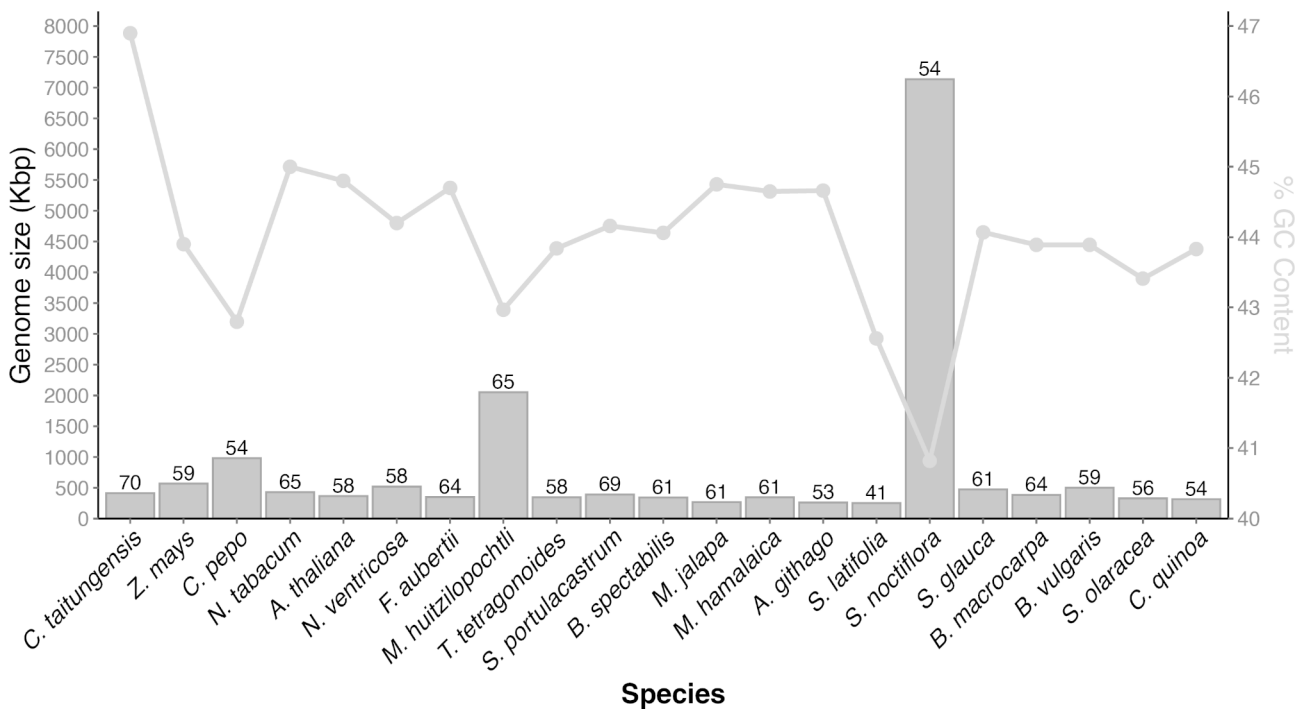 Genome size (Kbp)
8000
7500
7000
6500
6000
5500
5000
4500
4000
3500
3000
2500
2000
1500
1000
500
0
70
59
54
65
58
58
64
65
58
69
61
61
61
53
41
54
61
64
59
56
54
47
46
45
44
43
42
41
40
% GC Content
C. taitungensis
Z. mays
C. pepo
N. tabacum
A. thaliana
N. ventricosa
F. aubertii
M. huitzilopochtli
T. tetragonoides
S. portulacastrum
B. spectabilis
M. jalapa
M. hamalaica
A. githago
S. latifolia
S. noctiflora
S. glauca
B. macrocarpa
B. vulgaris
S. olaracea
C. quinoa
Species